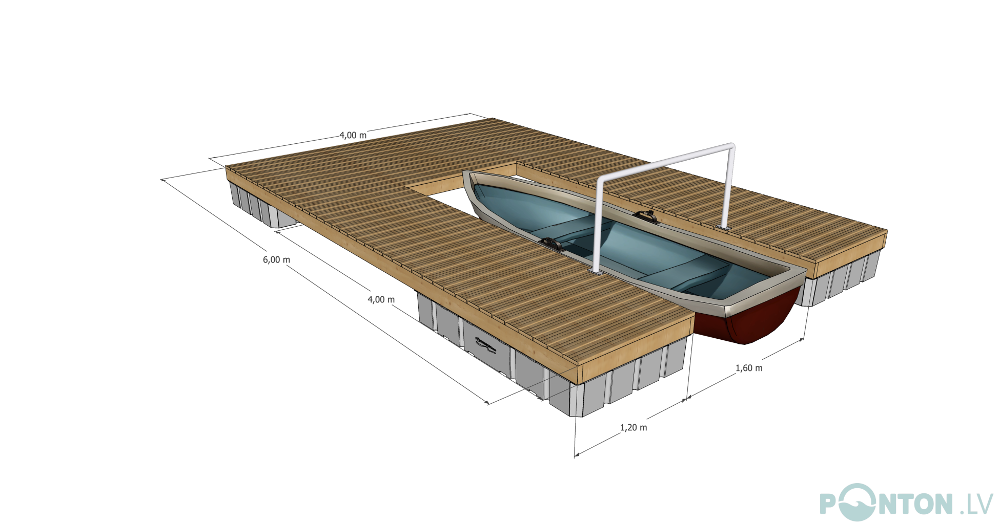 4,00 m
6,00 m
4,00 m
1,60 m
1,20 m
PONTON.LV